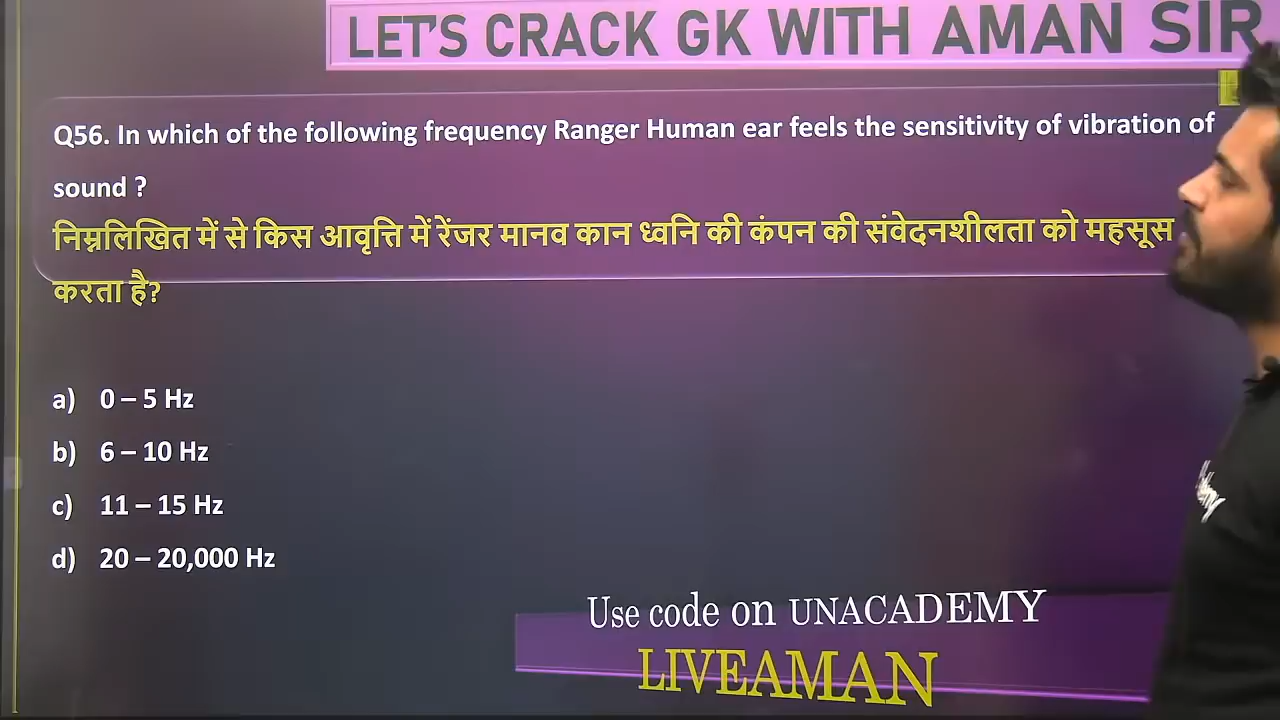 LET'S CRACK GK WITH AMAN SIR
Q56. In which of the following frequency Ranger Human ear feels the sensitivity of vibration of
sound ?
निम्नलिखित में से किस आवृत्ति में रेंजर मानव कान ध्वनि की कंपन की संवेदनशीलता को महसूस
करता है?
a) 0 – 5 Hz
b) 6 – 10 Hz
c) 11 – 15 Hz
d) 20 – 20,000 Hz
Use code on UNACADEMY
LIVEAMAN